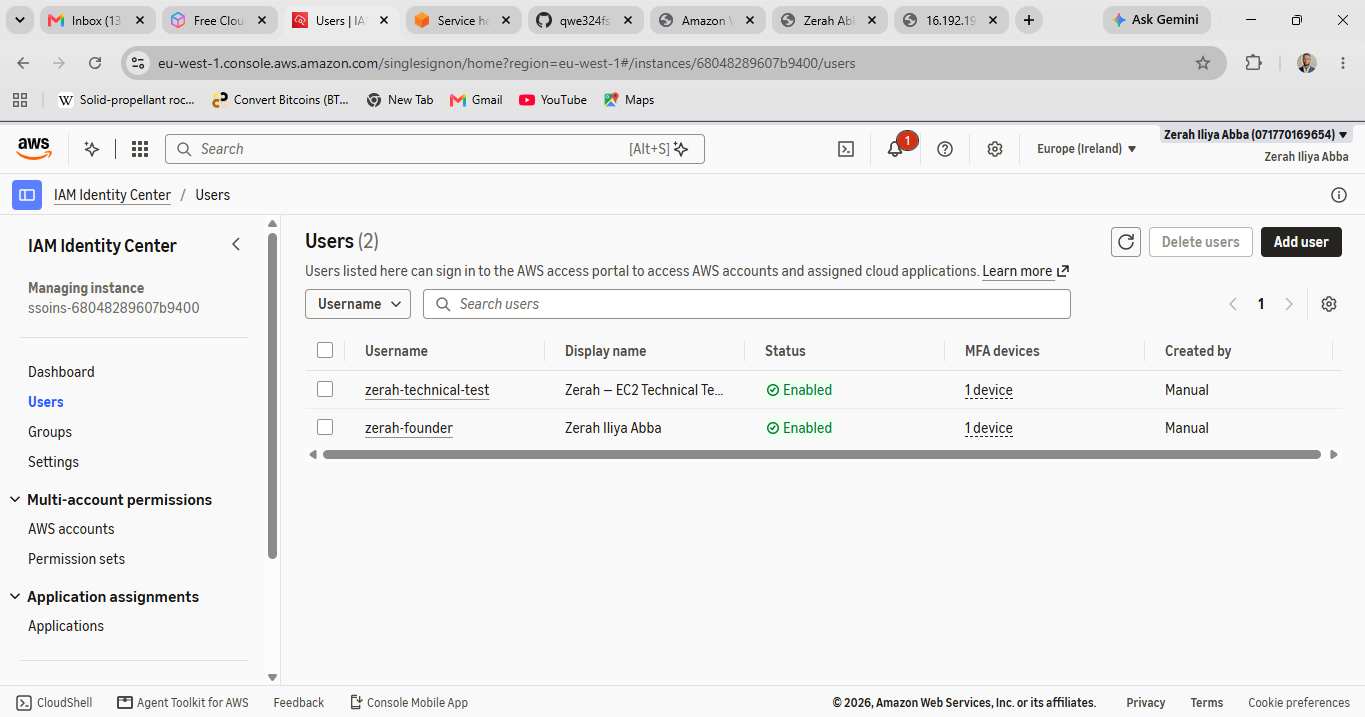 Inbox (13
Free Clou
Users | IA
Service he
qwe324fs
Amazon
Zerah Ab
16.192.19
Ask Gemini
eu-west-1.console.aws.amazon.com/singlesignon/home?region=eu-west-1#/instances/68048289607b9400/users
Solid-propellant roc...
Convert Bitcoins (BT...
New Tab
Gmail
YouTube
Maps
aws
Search
[Alt+S]
1
Europe (Ireland)
Zerah Iliya Abba (071770169654)
Zerah Iliya Abba
IAM Identity Center / Users
IAM Identity Center
Managing instance
ssoins-68048289607b9400
Dashboard
Users
Groups
Settings
Multi-account permissions
AWS accounts
Permission sets
Application assignments
Applications
Users (2)
Delete users
Add user
Users listed here can sign in to the AWS access portal to access AWS accounts and assigned cloud applications. Learn more
Username
Search users
1
Username Display name Status MFA devices Created by
zerah-technical-test Zerah – EC2 Technical Te... Enabled 1 device Manual
zerah-founder Zerah Iliya Abba Enabled 1 device Manual
CloudShell
Agent Toolkit for AWS
Feedback
Console Mobile App
© 2026, Amazon Web Services, Inc. or its affiliates.
Privacy
Terms
Cookie preferences